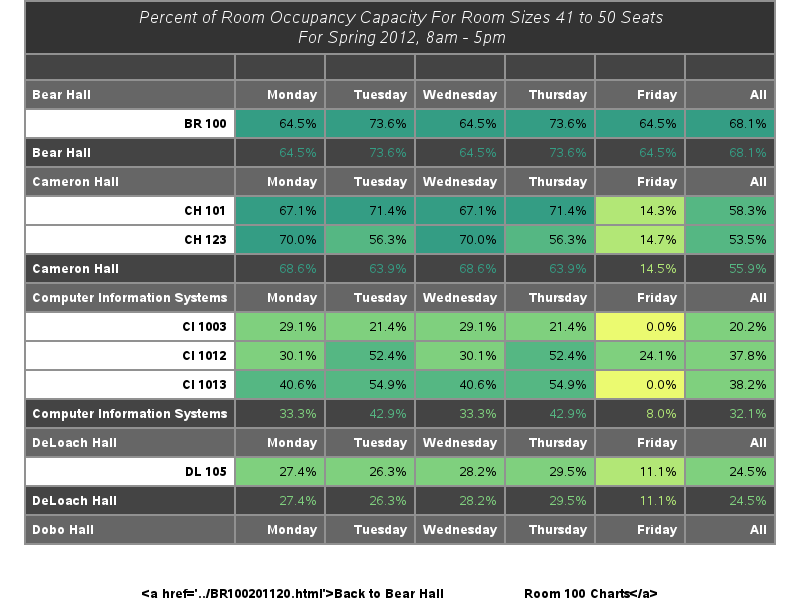 Percent of Room Occupancy Capacity For Room Sizes 41 to 50 Seats
For Spring 2012, 8am - 5pm
Bear Hall Monday Tuesday Wednesday Thursday Friday All
BR 100 64.5% 73.6% 64.5% 73.6% 64.5% 68.1%
Bear Hall 64.5% 73.6% 64.5% 73.6% 64.5% 68.1%
Cameron Hall Monday Tuesday Wednesday Thursday Friday All
CH 101 67.1% 71.4% 67.1% 71.4% 14.3% 58.3%
CH 123 70.0% 56.3% 70.0% 56.3% 14.7% 53.5%
Cameron Hall 68.6% 63.9% 68.6% 63.9% 14.5% 55.9%
Computer Information Systems Monday Tuesday Wednesday Thursday Friday All
CI 1003 29.1% 21.4% 29.1% 21.4% 0.0% 20.2%
CI 1012 30.1% 52.4% 30.1% 52.4% 24.1% 37.8%
CI 1013 40.6% 54.9% 40.6% 54.9% 0.0% 38.2%
Computer Information Systems 33.3% 42.9% 33.3% 42.9% 8.0% 32.1%
DeLoach Hall Monday Tuesday Wednesday Thursday Friday All
DL 105 27.4% 26.3% 28.2% 29.5% 11.1% 24.5%
DeLoach Hall 27.4% 26.3% 28.2% 29.5% 11.1% 24.5%
Dobo Hall Monday Tuesday Wednesday Thursday Friday All
<a href='../BR100201120.html'>Back to Bear Hall Room 100 Charts</a>